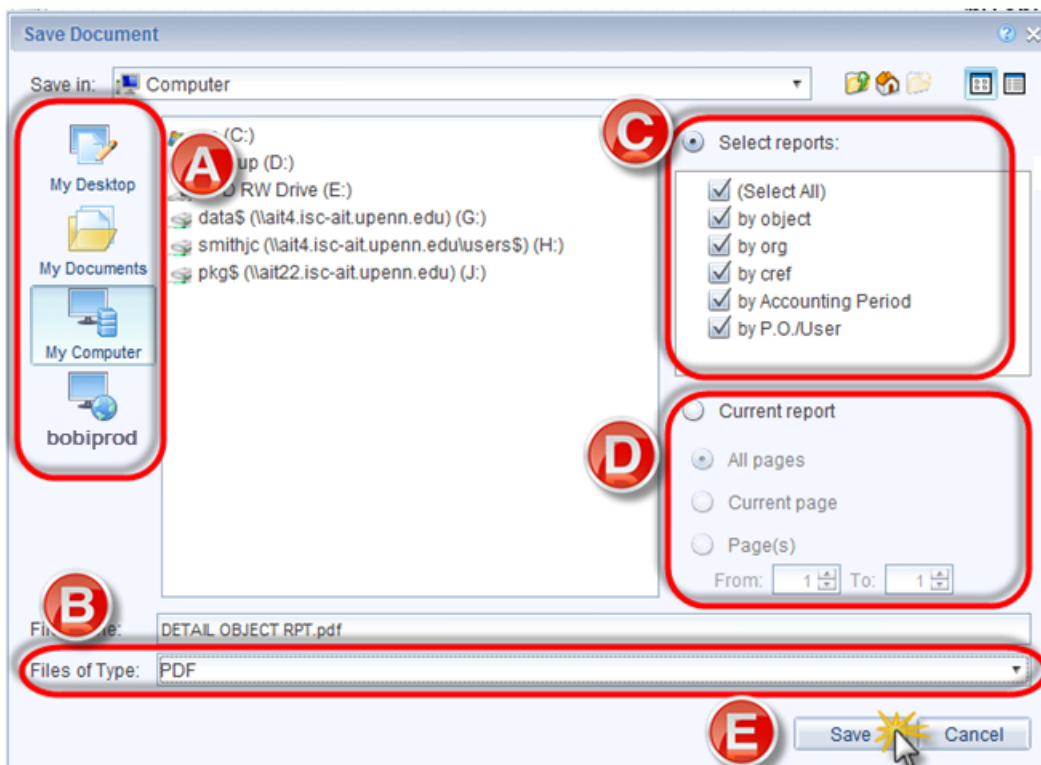 Save Document
Save in: Computer
My Desktop
My Documents
My Computer
bobiprod
A
(C:)
up (D:)
RW Drive (E:)
data$ (\\ait4.isc-ait.upenn.edu) (G:)
smithjc (\\ait4.isc-ait.upenn.edu\users$) (H:)
pkg$ (\\ait22.isc-ait.upenn.edu) (J:)
C
Select reports:
(Select All)
by object
by org
by cref
by Accounting Period
by P.O./User
D
Current report
All pages
Current page
Page(s)
From: 1 To: 1
B
DETAIL OBJECT RPT.pdf
Files of Type: PDF
E
Save Cancel